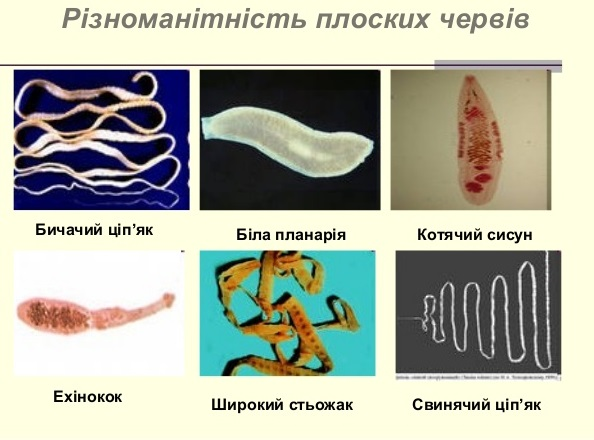 Різноманітність плоских червів
Бичачий ціп’як
Біла планарія
Котячий сисун
Ехінокок
Широкий стьожак
Свинячий ціп’як